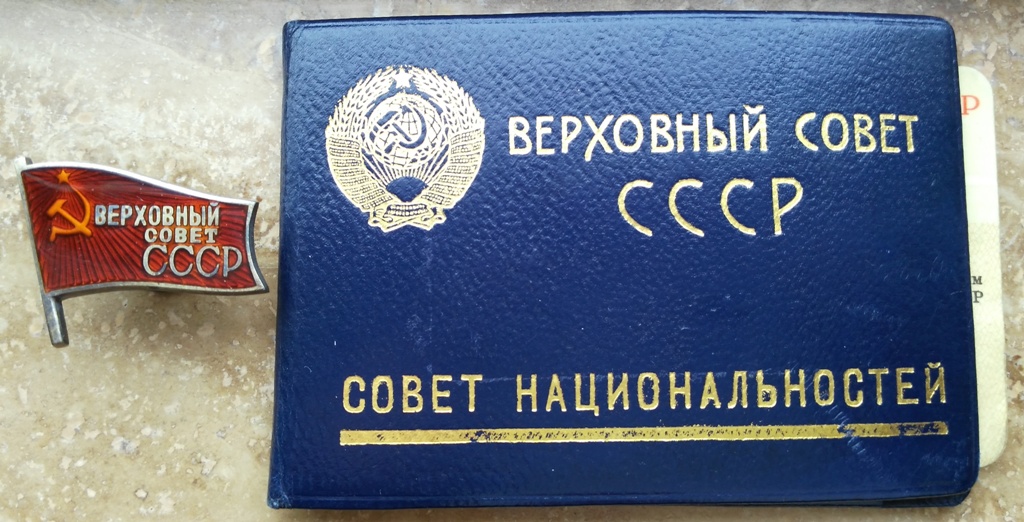 ВЕРХОВНЫЙ
СОВЕТ
СССР
ВЕРХОВНЫЙ СОВЕТ
СССР
СОВЕТ НАЦИОНАЛЬНОСТЕЙ
Р
м
Р